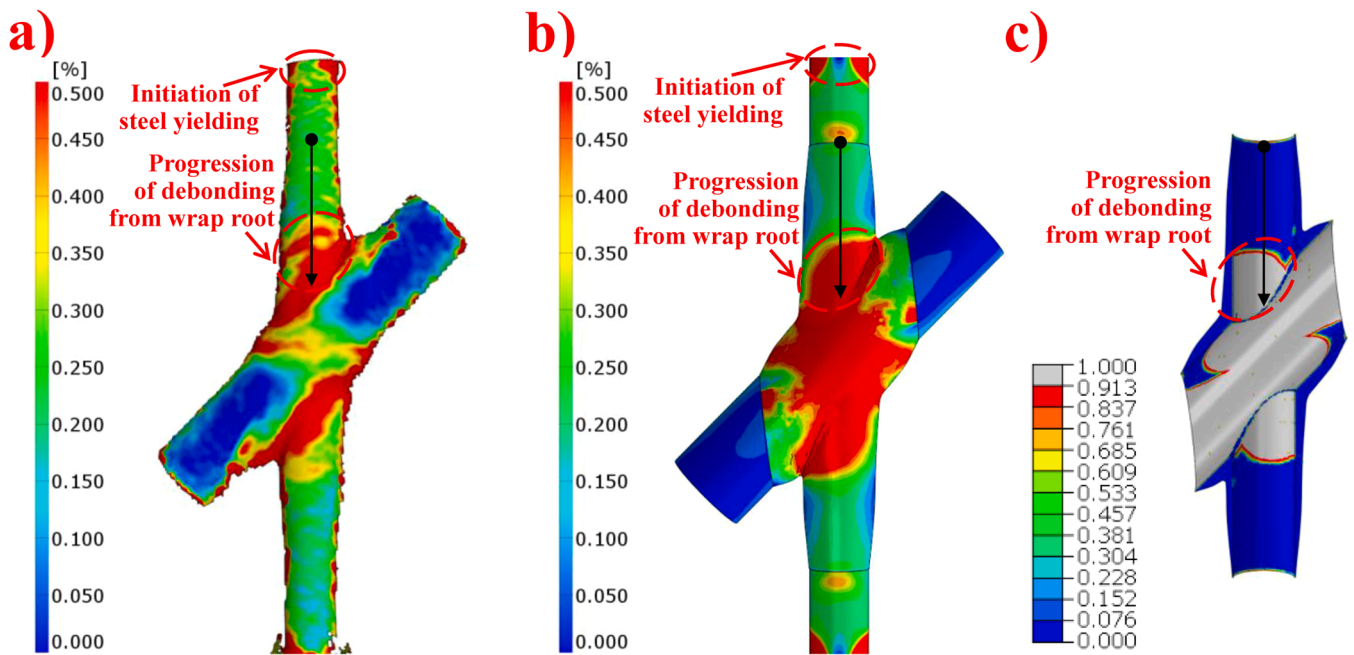 a)
[%]
0.500
0.450
0.400
0.350
0.300
0.250
0.200
0.150
0.100
0.050
0.000
Initiation of
steel yielding
Progression
of debonding
from wrap root
b)
[%]
0.500
0.450
0.400
0.350
0.300
0.250
0.200
0.150
0.100
0.050
0.000
Initiation of
steel yielding
Progression
of debonding
from wrap root
c)
Progression
of debonding
from wrap root
1.000
0.913
0.837
0.761
0.685
0.609
0.533
0.457
0.381
0.304
0.228
0.152
0.076
0.000